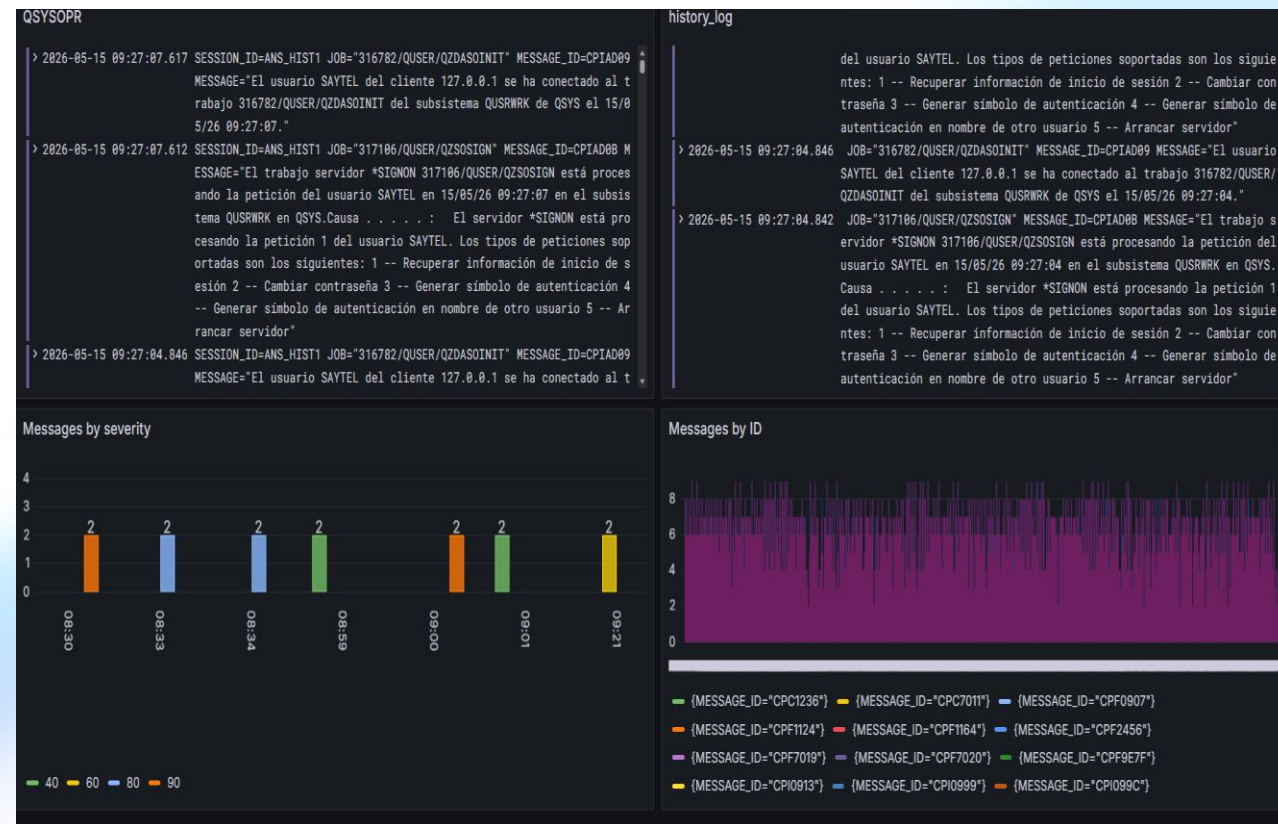 QSYSOPR
> 2026-05-15 09:27:07.617 SESSION_ID=ANS_HIST1 JOB="316782/QUSER/QZDASOINIT" MESSAGE_ID=CPIAD09
MESSAGE="El usuario SAYTEL del cliente 127.0.0.1 se ha conectado al t
rabajo 316782/QUSER/QZDASOINIT del subsistema QUSRWRK de QSYS el 15/0
5/26 09:27:07."
> 2026-05-15 09:27:07.612 SESSION_ID=ANS_HIST1 JOB="317106/QUSER/QZSOSIGN" MESSAGE_ID=CPIAD0B M
ESSAGE="El trabajo servidor *SIGNON 317106/QUSER/QZSOSIGN está proces
ando la petición del usuario SAYTEL en 15/05/26 09:27:07 en el subsis
tema QUSRWRK en QSYS.Causa . . . . . : El servidor *SIGNON está pro
cesando la petición 1 del usuario SAYTEL. Los tipos de peticiones sop
ortadas son los siguientes: 1 -- Recuperar información de inicio de s
esión 2 -- Cambiar contraseña 3 -- Generar símbolo de autenticación 4
-- Generar símbolo de autenticación en nombre de otro usuario 5 -- Ar
rancar servidor"
> 2026-05-15 09:27:04.846 SESSION_ID=ANS_HIST1 JOB="316782/QUSER/QZDASOINIT" MESSAGE_ID=CPIAD09
MESSAGE="El usuario SAYTEL del cliente 127.0.0.1 se ha conectado al t
history_log
del usuario SAYTEL. Los tipos de peticiones soportadas son los siguie
ntes: 1 -- Recuperar información de inicio de sesión 2 -- Cambiar con
traseña 3 -- Generar símbolo de autenticación 4 -- Generar símbolo de
autenticación en nombre de otro usuario 5 -- Arrancar servidor"
> 2026-05-15 09:27:04.846 JOB="316782/QUSER/QZDASOINIT" MESSAGE_ID=CPIAD09 MESSAGE="El usuario
SAYTEL del cliente 127.0.0.1 se ha conectado al trabajo 316782/QUSER/
QZDASOINIT del subsistema QUSRWRK de QSYS el 15/05/26 09:27:04."
> 2026-05-15 09:27:04.842 JOB="317106/QUSER/QZSOSIGN" MESSAGE_ID=CPIAD0B MESSAGE="El trabajo s
ervidor *SIGNON 317106/QUSER/QZSOSIGN está procesando la petición del
usuario SAYTEL en 15/05/26 09:27:04 en el subsistema QUSRWRK en QSYS.
Causa . . . . . : El servidor *SIGNON está procesando la petición 1
del usuario SAYTEL. Los tipos de peticiones soportadas son los siguie
ntes: 1 -- Recuperar información de inicio de sesión 2 -- Cambiar con
traseña 3 -- Generar símbolo de autenticación 4 -- Generar símbolo de
autenticación en nombre de otro usuario 5 -- Arrancar servidor"
Messages by severity
4
3
2
1
0
2 2 2 2 2 2 2
08:30 08:33 08:34 08:59 09:00 09:01 09:21
40 60 80 90
Messages by ID
8
6
4
2
0
{MESSAGE_ID="CPC1236"} {MESSAGE_ID="CPC7011"} {MESSAGE_ID="CPF0907"}
{MESSAGE_ID="CPF1124"} {MESSAGE_ID="CPF1164"} {MESSAGE_ID="CPF2456"}
{MESSAGE_ID="CPF7019"} {MESSAGE_ID="CPF7020"} {MESSAGE_ID="CPF9E7F"}
{MESSAGE_ID="CPI0913"} {MESSAGE_ID="CPI0999"} {MESSAGE_ID="CPI099C"}